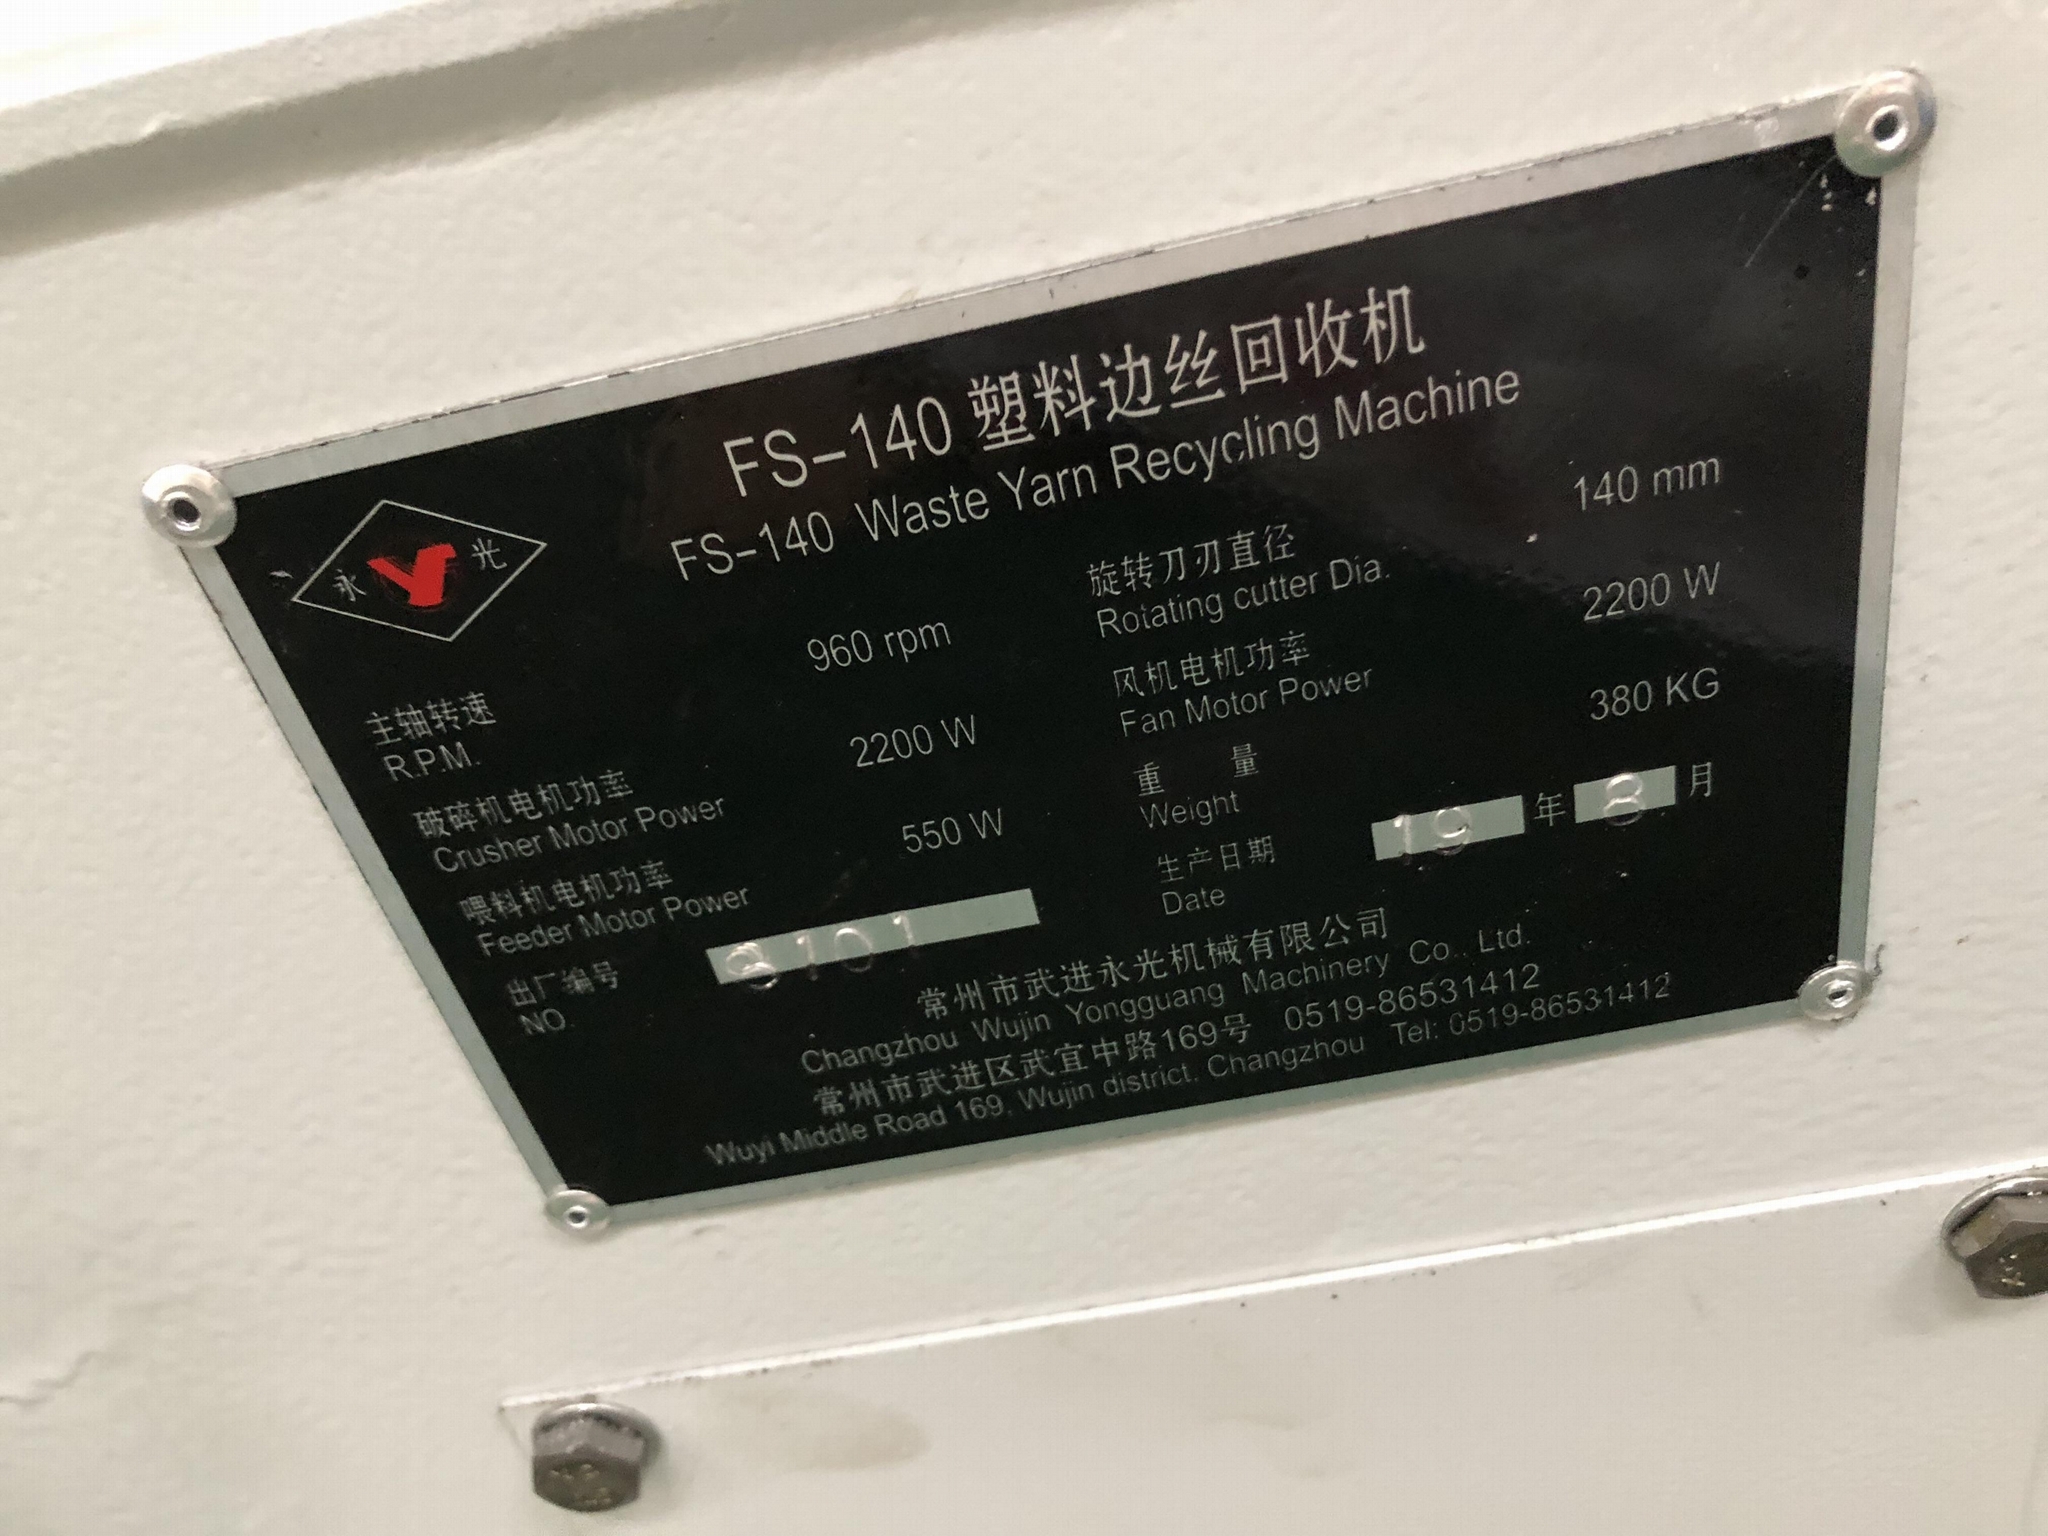 FS-140 塑料边丝回收机
FS-140 Waste Yarn Recycling Machine
永 Y 光
主轴转速 960 rpm
R.P.M.
破碎机电机功率 2200 W
Crusher Motor Power
喂料机电机功率 550 W
Feeder Motor Power
出厂编号
NO.
旋转刀刃直径 140 mm
Rotating cutter Dia.
风机电机功率 2200 W
Fan Motor Power
重 量 380 KG
Weight
生产日期 19 年 8 月
Date
常州市武进永光机械有限公司
Changzhou Wujin Yongguang Machinery Co., Ltd.
常州市武进区武宜中路169号 0519-86531412
Wuyi Middle Road 169, Wujin district, Changzhou Tel: 0519-86531412